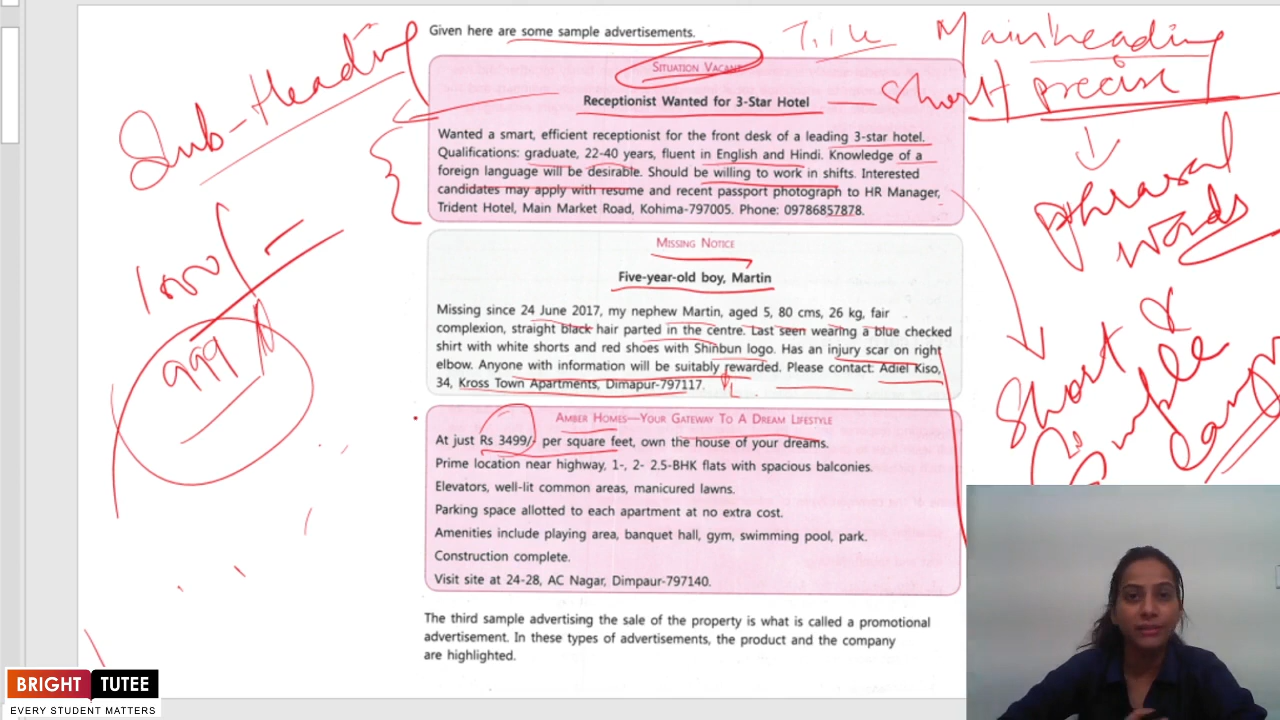 Given here are some sample advertisements.
Title Mainheading
Sub-Heading
SITUATION VACANT
Short precise
Receptionist Wanted for 3-Star Hotel
Wanted a smart, efficient receptionist for the front desk of a leading 3-star hotel.
Qualifications: graduate, 22-40 years, fluent in English and Hindi. Knowledge of a
foreign language will be desirable. Should be willing to work in shifts. Interested
candidates may apply with resume and recent passport photograph to HR Manager,
Trident Hotel, Main Market Road, Kohima-797005. Phone: 09786857878.
phrasal
words
MISSING NOTICE
Five-year-old boy, Martin
1000/-
Missing since 24 June 2017, my nephew Martin, aged 5, 80 cms, 26 kg, fair
complexion, straight black hair parted in the centre. Last seen wearing a blue checked
shirt with white shorts and red shoes with Shinbun logo. Has an injury scar on right
elbow. Anyone with information will be suitably rewarded. Please contact: Adiel Kiso,
34, Kross Town Apartments, Dimapur-797117.
999/
Short &
Simple
AMBER HOMES—YOUR GATEWAY TO A DREAM LIFESTYLE
At just Rs 3499/- per square feet, own the house of your dreams.
Prime location near highway, 1-, 2- 2.5-BHK flats with spacious balconies.
Elevators, well-lit common areas, manicured lawns.
Parking space allotted to each apartment at no extra cost.
Amenities include playing area, banquet hall, gym, swimming pool, park.
Construction complete.
Visit site at 24-28, AC Nagar, Dimpaur-797140.
The third sample advertising the sale of the property is what is called a promotional
advertisement. In these types of advertisements, the product and the company
are highlighted.
BRIGHT TUTEE
EVERY STUDENT MATTERS